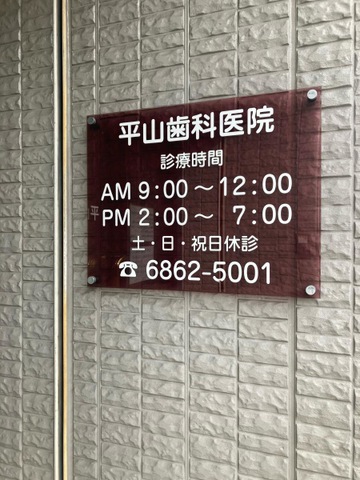 平山歯科医院
診療時間
AM 9:00～12:00
PM 2:00～ 7:00
土・日・祝日休診
☎ 6862-5001